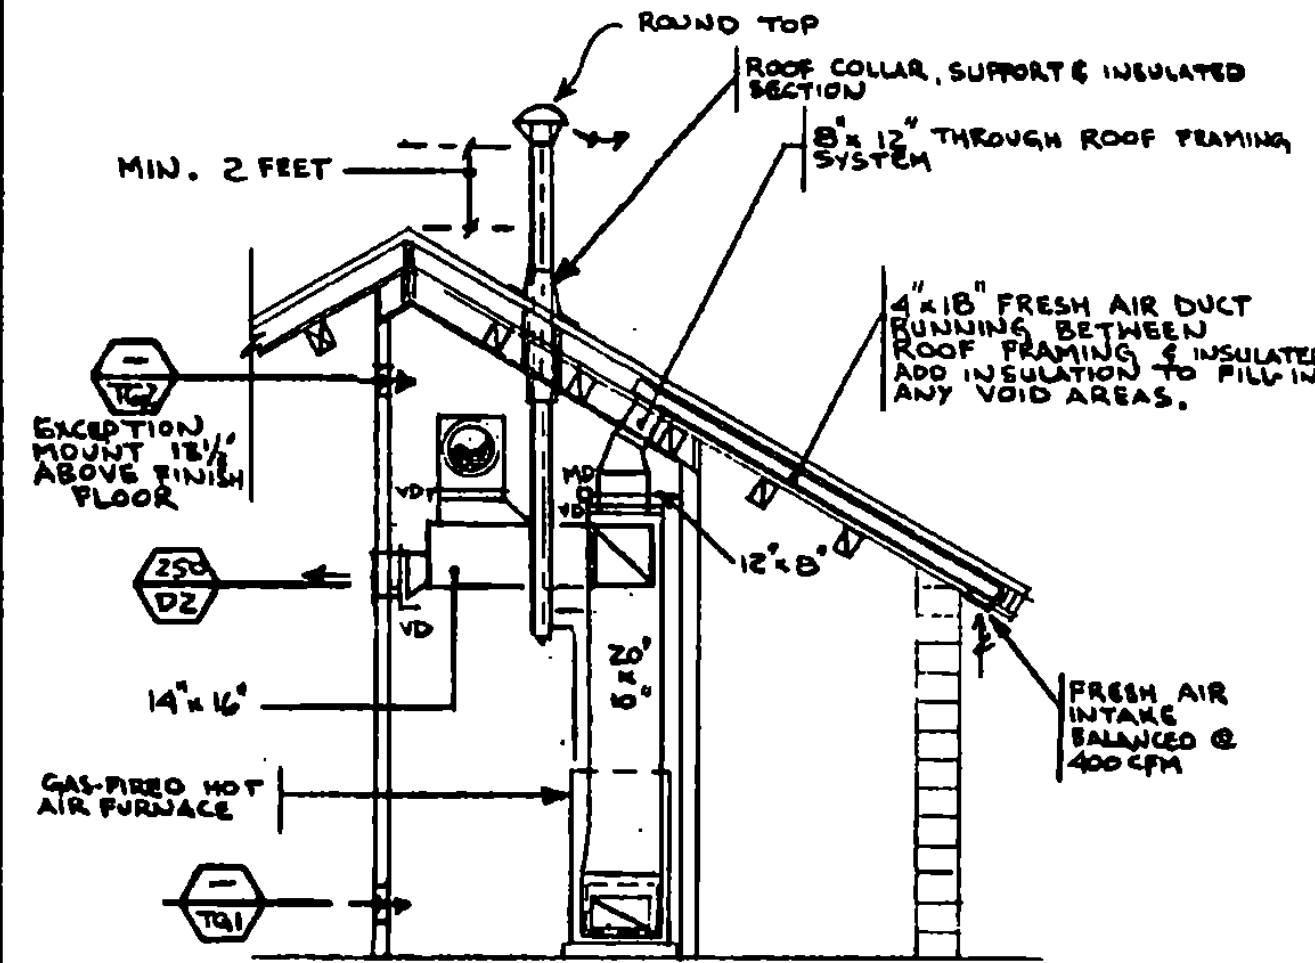 ROUND TOP
ROOF COLLAR, SUPPORT & INSULATED
SECTION
8" x 12" THROUGH ROOF FRAMING
SYSTEM
MIN. 2 FEET
4" x 18" FRESH AIR DUCT
RUNNING BETWEEN
ROOF FRAMING & INSULATED
ADD INSULATION TO FILL IN
ANY VOID AREAS.
—
EXCEPTION
MOUNT
ABOVE FINISH
FLOOR
VD
MD
VD
12" x 8"
250
D2
VD
14" x 16"
20"
x
10"
FRESH AIR
INTAKE
BALANCED @
400 CFM
GAS-FIRED HOT
AIR FURNACE
—
TG1